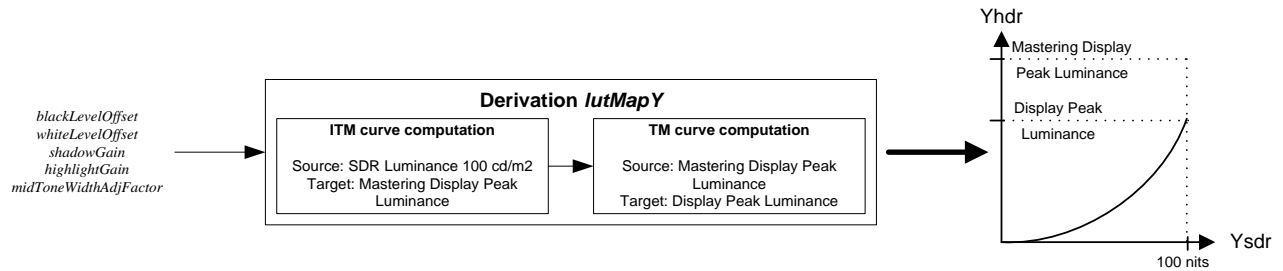 blackLevelOffset
whiteLevelOffset
shadowGain
highlightGain
midToneWidthAdjFactor
Derivation lutMapY
ITM curve computation
Source: SDR Luminance 100 cd/m2
Target: Mastering Display Peak
Luminance
TM curve computation
Source: Mastering Display Peak
Luminance
Target: Display Peak Luminance
Yhdr
Mastering Display
Peak Luminance
Display Peak
Luminance
Ysdr
100 nits